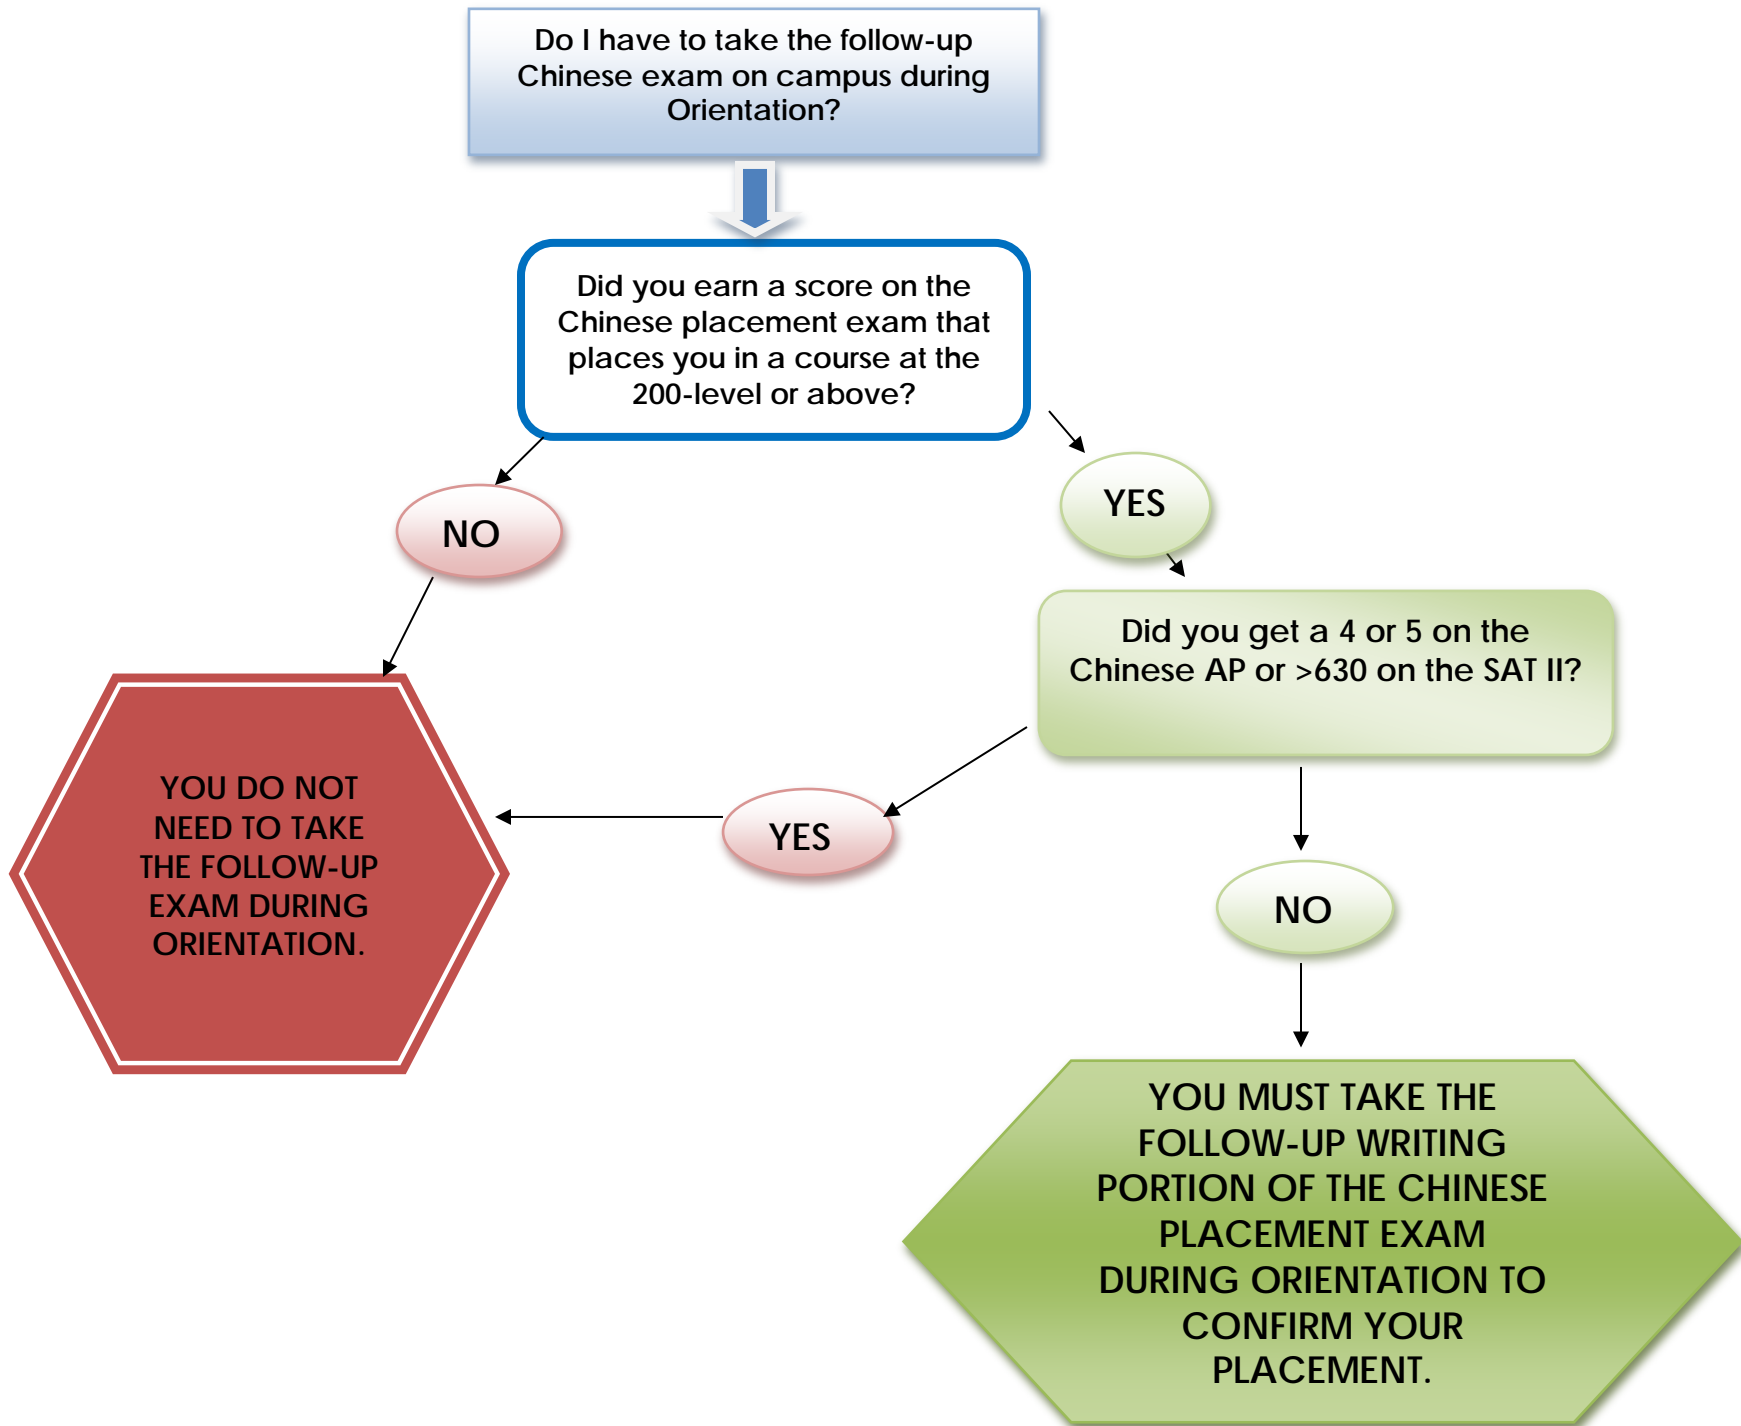 Do I have to take the follow-up
Chinese exam on campus during
Orientation?
Did you earn a score on the
Chinese placement exam that
places you in a course at the
200-level or above?
NO
YES
Did you get a 4 or 5 on the
Chinese AP or >630 on the SAT II?
YOU DO NOT
NEED TO TAKE
THE FOLLOW-UP
EXAM DURING
ORIENTATION.
YES
NO
YOU MUST TAKE THE
FOLLOW-UP WRITING
PORTION OF THE CHINESE
PLACEMENT EXAM
DURING ORIENTATION TO
CONFIRM YOUR
PLACEMENT.